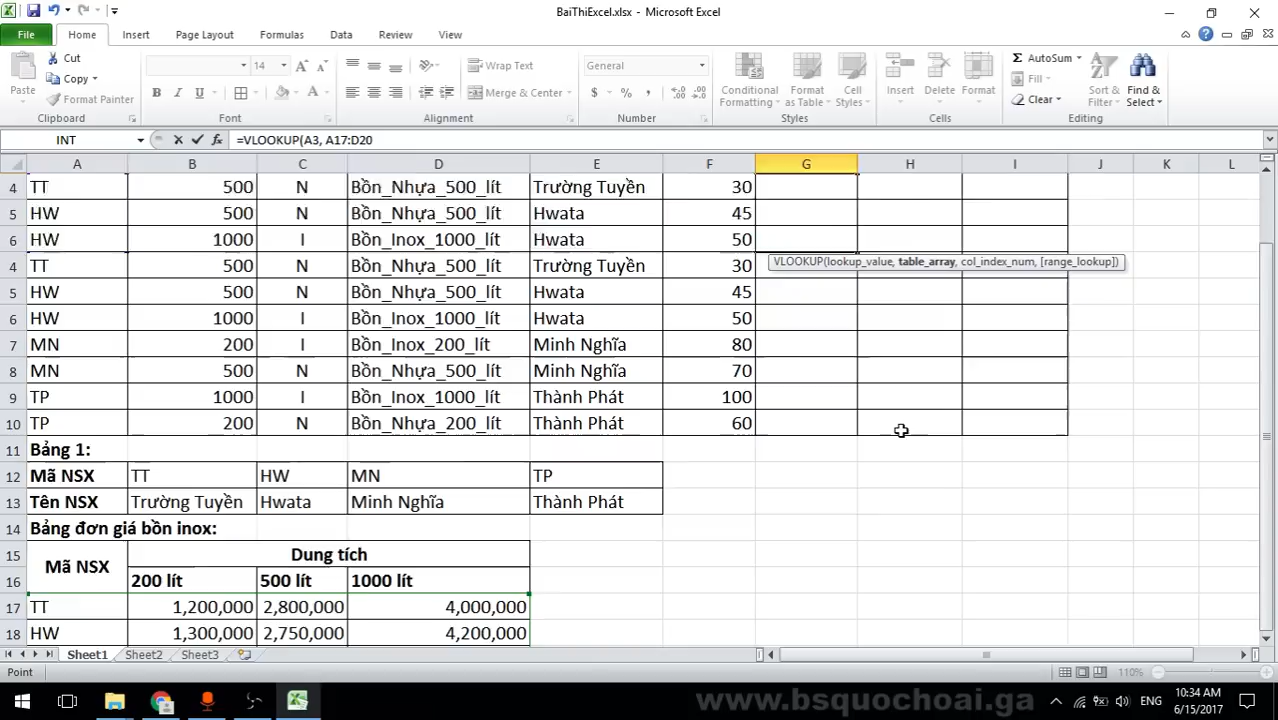 BaiThiExcel.xlsx - Microsoft Excel
File Home Insert Page Layout Formulas Data Review View
Cut
Copy
Format Painter
Paste
Clipboard
14
Font
Wrap Text
Merge & Center
Alignment
General
Number
Conditional Formatting
Format as Table
Cell Styles
Styles
Insert
Delete
Format
Cells
AutoSum
Fill
Clear
Sort & Filter
Find & Select
Editing
INT =VLOOKUP(A3, A17:D20
A B C D E F G H I J K L
4 TT 500 N Bồn_Nhựa_500_lít Trường Tuyền 30
5 HW 500 N Bồn_Nhựa_500_lít Hwata 45
6 HW 1000 I Bồn_Inox_1000_lít Hwata 50
4 TT 500 N Bồn_Nhựa_500_lít Trường Tuyền 30
VLOOKUP(lookup_value, table_array, col_index_num, [range_lookup])
5 HW 500 N Bồn_Nhựa_500_lít Hwata 45
6 HW 1000 I Bồn_Inox_1000_lít Hwata 50
7 MN 200 I Bồn_Inox_200_lít Minh Nghĩa 80
8 MN 500 N Bồn_Nhựa_500_lít Minh Nghĩa 70
9 TP 1000 I Bồn_Inox_1000_lít Thành Phát 100
10 TP 200 N Bồn_Nhựa_200_lít Thành Phát 60
11 Bảng 1:
12 Mã NSX TT HW MN TP
13 Tên NSX Trường Tuyền Hwata Minh Nghĩa Thành Phát
14 Bảng đơn giá bồn inox:
15 Mã NSX Dung tích
16 200 lít 500 lít 1000 lít
17 TT 1,200,000 2,800,000 4,000,000
18 HW 1,300,000 2,750,000 4,200,000
Sheet1 Sheet2 Sheet3
Point 110%
www.bsquochoai.ga
ENG
10:34 AM
6/15/2017